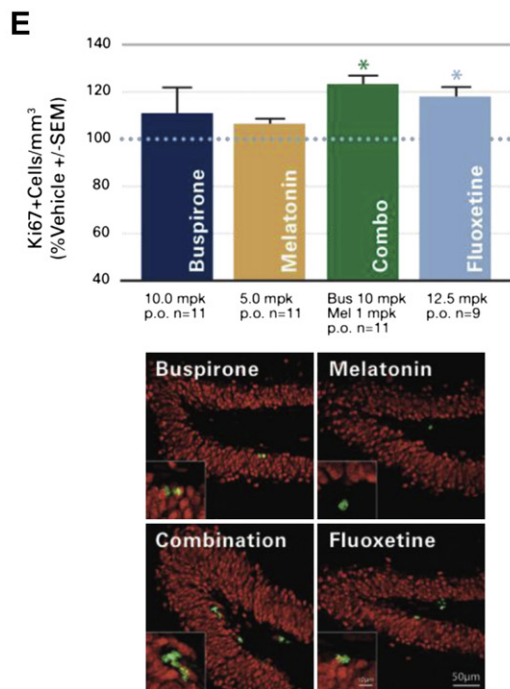 E
Ki67+Cells/mm³
(%Vehicle +/-SEM)
140
120
100
80
60
40
Buspirone
Melatonin
Combo
Fluoxetine
*
*
10.0 mpk
p.o. n=11
5.0 mpk
p.o. n=11
Bus 10 mpk
Mel 1 mpk
p.o. n=11
12.5 mpk
p.o. n=9
Buspirone
Melatonin
Combination
Fluoxetine
50µm